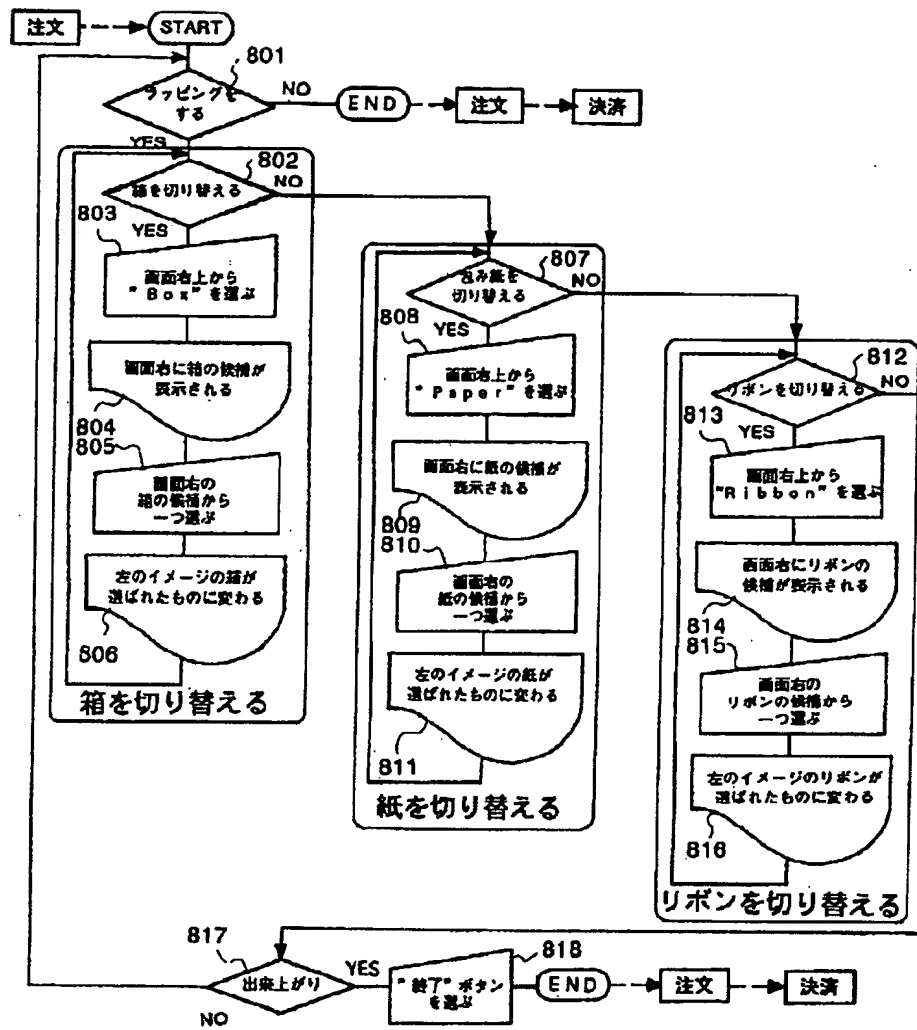 注文
START
801
ラッピングを
する
NO
END
注文
決済
YES
802
箱を切り替える
NO
803
YES
画面右上から
"Box"を選ぶ
画面右に箱の候補が
表示される
804
805
画面右の
箱の候補から
一つ選ぶ
左のイメージの箱が
選ばれたものに変わる
806
箱を切り替える
807
包み紙を
切り替える
NO
808
YES
画面右上から
"Paper"を選ぶ
画面右に紙の候補が
表示される
809
810
画面右の
紙の候補から
一つ選ぶ
左のイメージの紙が
選ばれたものに変わる
811
紙を切り替える
812
リボンを切り替える
NO
813
YES
画面右上から
"Ribbon"を選ぶ
画面右にリボンの
候補が表示される
814
815
画面右の
リボンの候補から
一つ選ぶ
左のイメージのリボンが
選ばれたものに変わる
816
リボンを切り替える
817
出来上がり
YES
NO
818
"終了"ボタン
を選ぶ
END
注文
決済